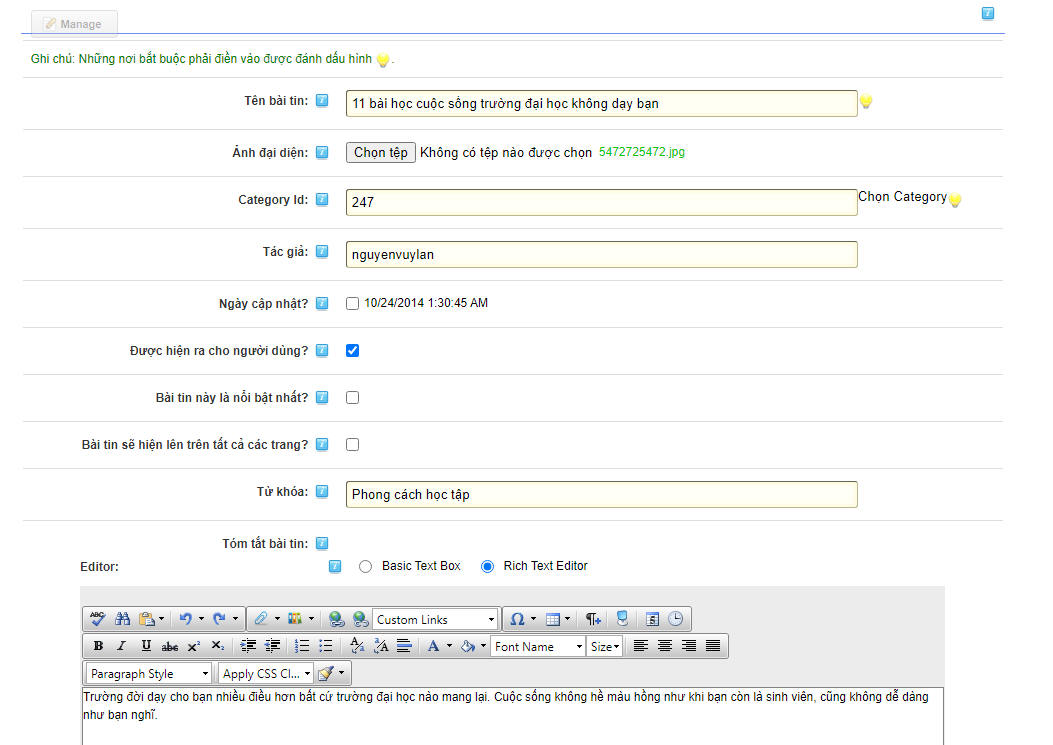 Manage
Ghi chú: Những nơi bắt buộc phải điền vào được đánh dấu hình .
Tên bài tin: 11 bài học cuộc sống trường đại học không dạy bạn
Ảnh đại diện: Chọn tệp Không có tệp nào được chọn 5472725472.jpg
Category Id: 247 Chọn Category
Tác giả: nguyenvuylan
Ngày cập nhật? 10/24/2014 1:30:45 AM
Được hiện ra cho người dùng?
Bài tin này là nổi bật nhất?
Bài tin sẽ hiện lên trên tất cả các trang?
Từ khóa: Phong cách học tập
Tóm tắt bài tin:
Editor: Basic Text Box Rich Text Editor
Custom Links
Font Name Size
Paragraph Style Apply CSS Cl...
Trường đời dạy cho bạn nhiều điều hơn bất cứ trường đại học nào mang lại. Cuộc sống không hề màu hồng như khi bạn còn là sinh viên, cũng không dễ dàng
như bạn nghĩ.